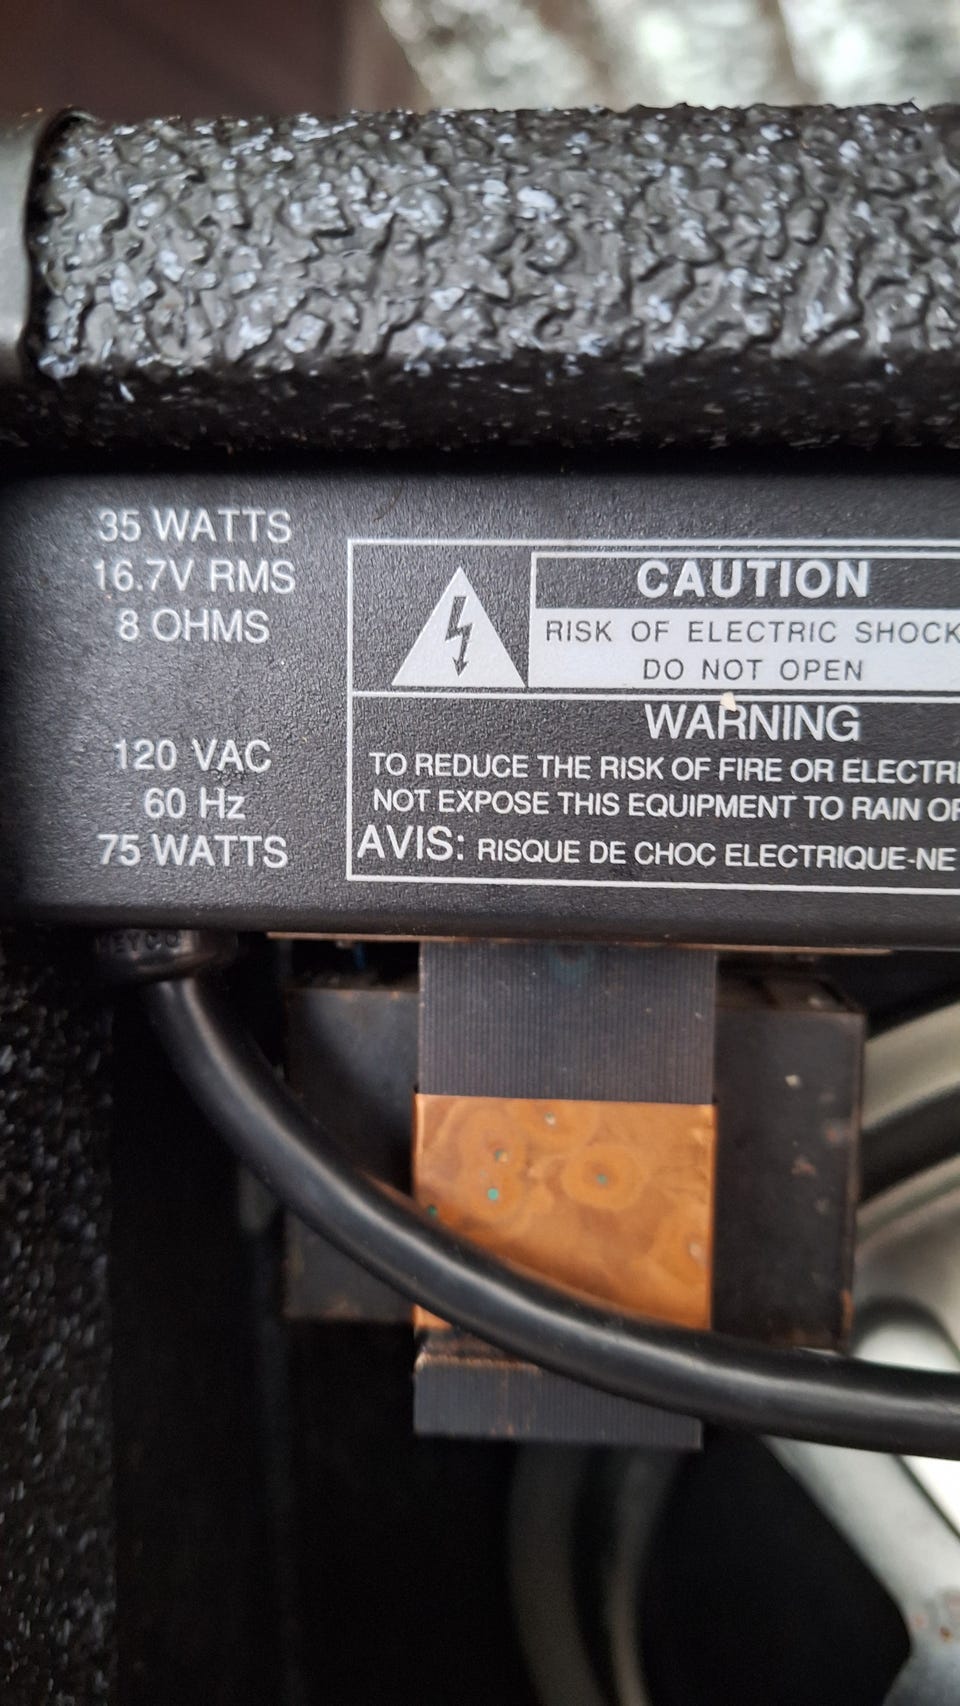 35 WATTS
16.7V RMS
8 OHMS
120 VAC
60 Hz
75 WATTS
CAUTION
RISK OF ELECTRIC SHOCK
DO NOT OPEN
WARNING
TO REDUCE THE RISK OF FIRE OR ELECTRI
NOT EXPOSE THIS EQUIPMENT TO RAIN OR
AVIS: RISQUE DE CHOC ELECTRIQUE-NE